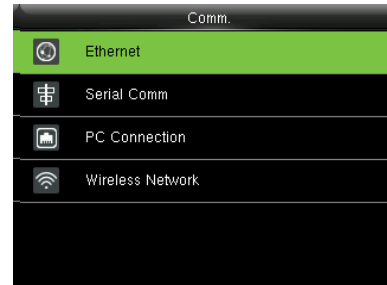 Comm.
Ethernet
Serial Comm
PC Connection
Wireless Network